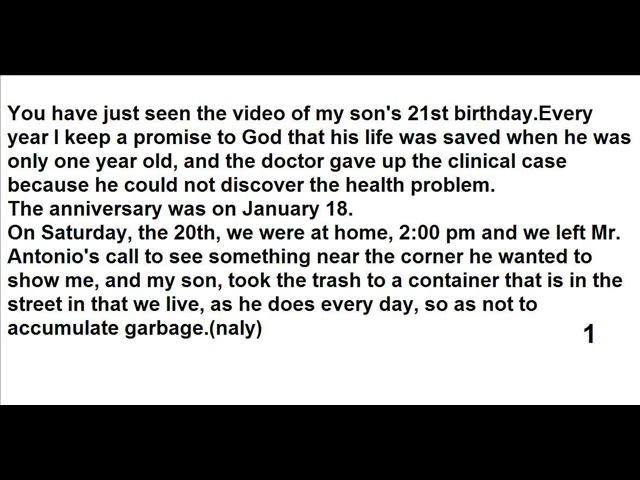 You have just seen the video of my son's 21st birthday.Every
year I keep a promise to God that his life was saved when he was
only one year old, and the doctor gave up the clinical case
because he could not discover the health problem.
The anniversary was on January 18.
On Saturday, the 20th, we were at home, 2:00 pm and we left Mr.
Antonio's call to see something near the corner he wanted to
show me, and my son, took the trash to a container that is in the
street in that we live, as he does every day, so as not to
accumulate garbage.(naly)
1